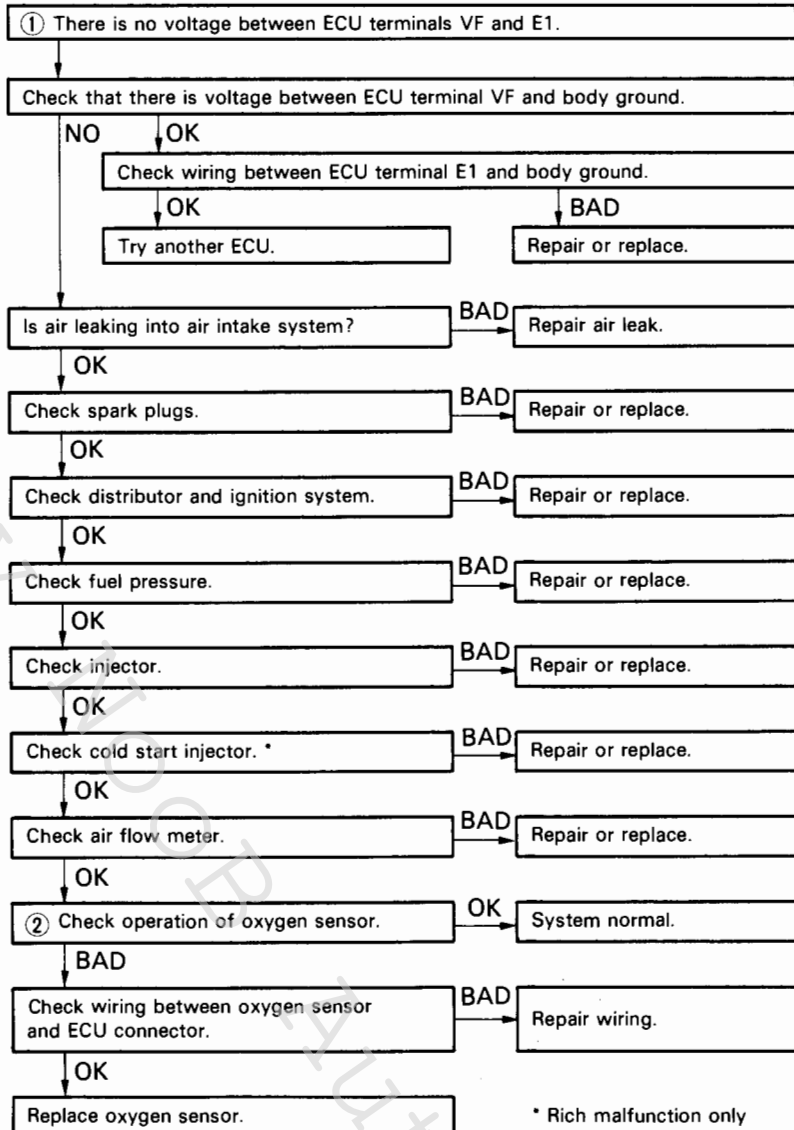 ① There is no voltage between ECU terminals VF and E1.
Check that there is voltage between ECU terminal VF and body ground.
NO
OK
Check wiring between ECU terminal E1 and body ground.
OK
BAD
Try another ECU.
Repair or replace.
Is air leaking into air intake system?
BAD
Repair air leak.
OK
Check spark plugs.
BAD
Repair or replace.
OK
Check distributor and ignition system.
BAD
Repair or replace.
OK
Check fuel pressure.
BAD
Repair or replace.
OK
Check injector.
BAD
Repair or replace.
OK
Check cold start injector. *
BAD
Repair or replace.
OK
Check air flow meter.
BAD
Repair or replace.
OK
② Check operation of oxygen sensor.
OK
System normal.
BAD
Check wiring between oxygen sensor
and ECU connector.
BAD
Repair wiring.
OK
Replace oxygen sensor.
* Rich malfunction only
NOOB